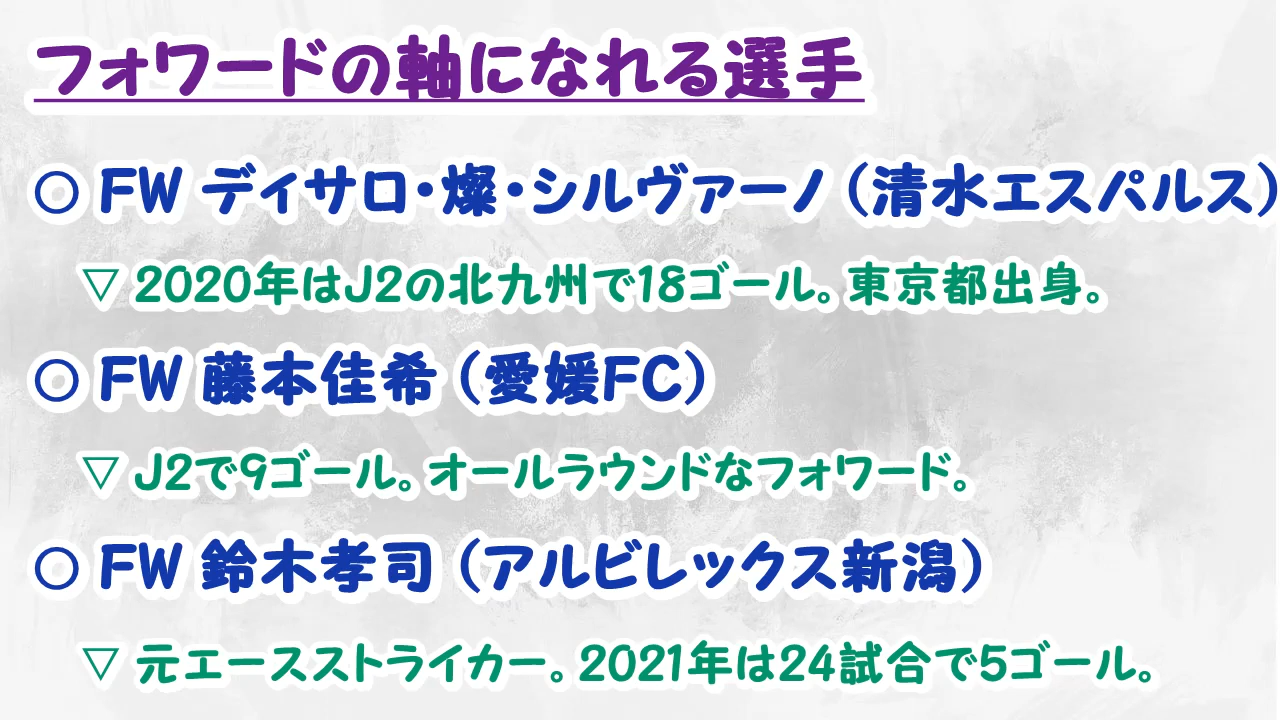 フォワードの軸になれる選手
○ FW ディサロ・燦・シルヴァーノ（清水エスパルス）
▽ 2020年はJ2の北九州で18ゴール。東京都出身。
○ FW 藤本佳希（愛媛FC）
▽ J2で9ゴール。オールラウンドなフォワード。
○ FW 鈴木孝司（アルビレックス新潟）
▽ 元エースストライカー。2021年は24試合で5ゴール。